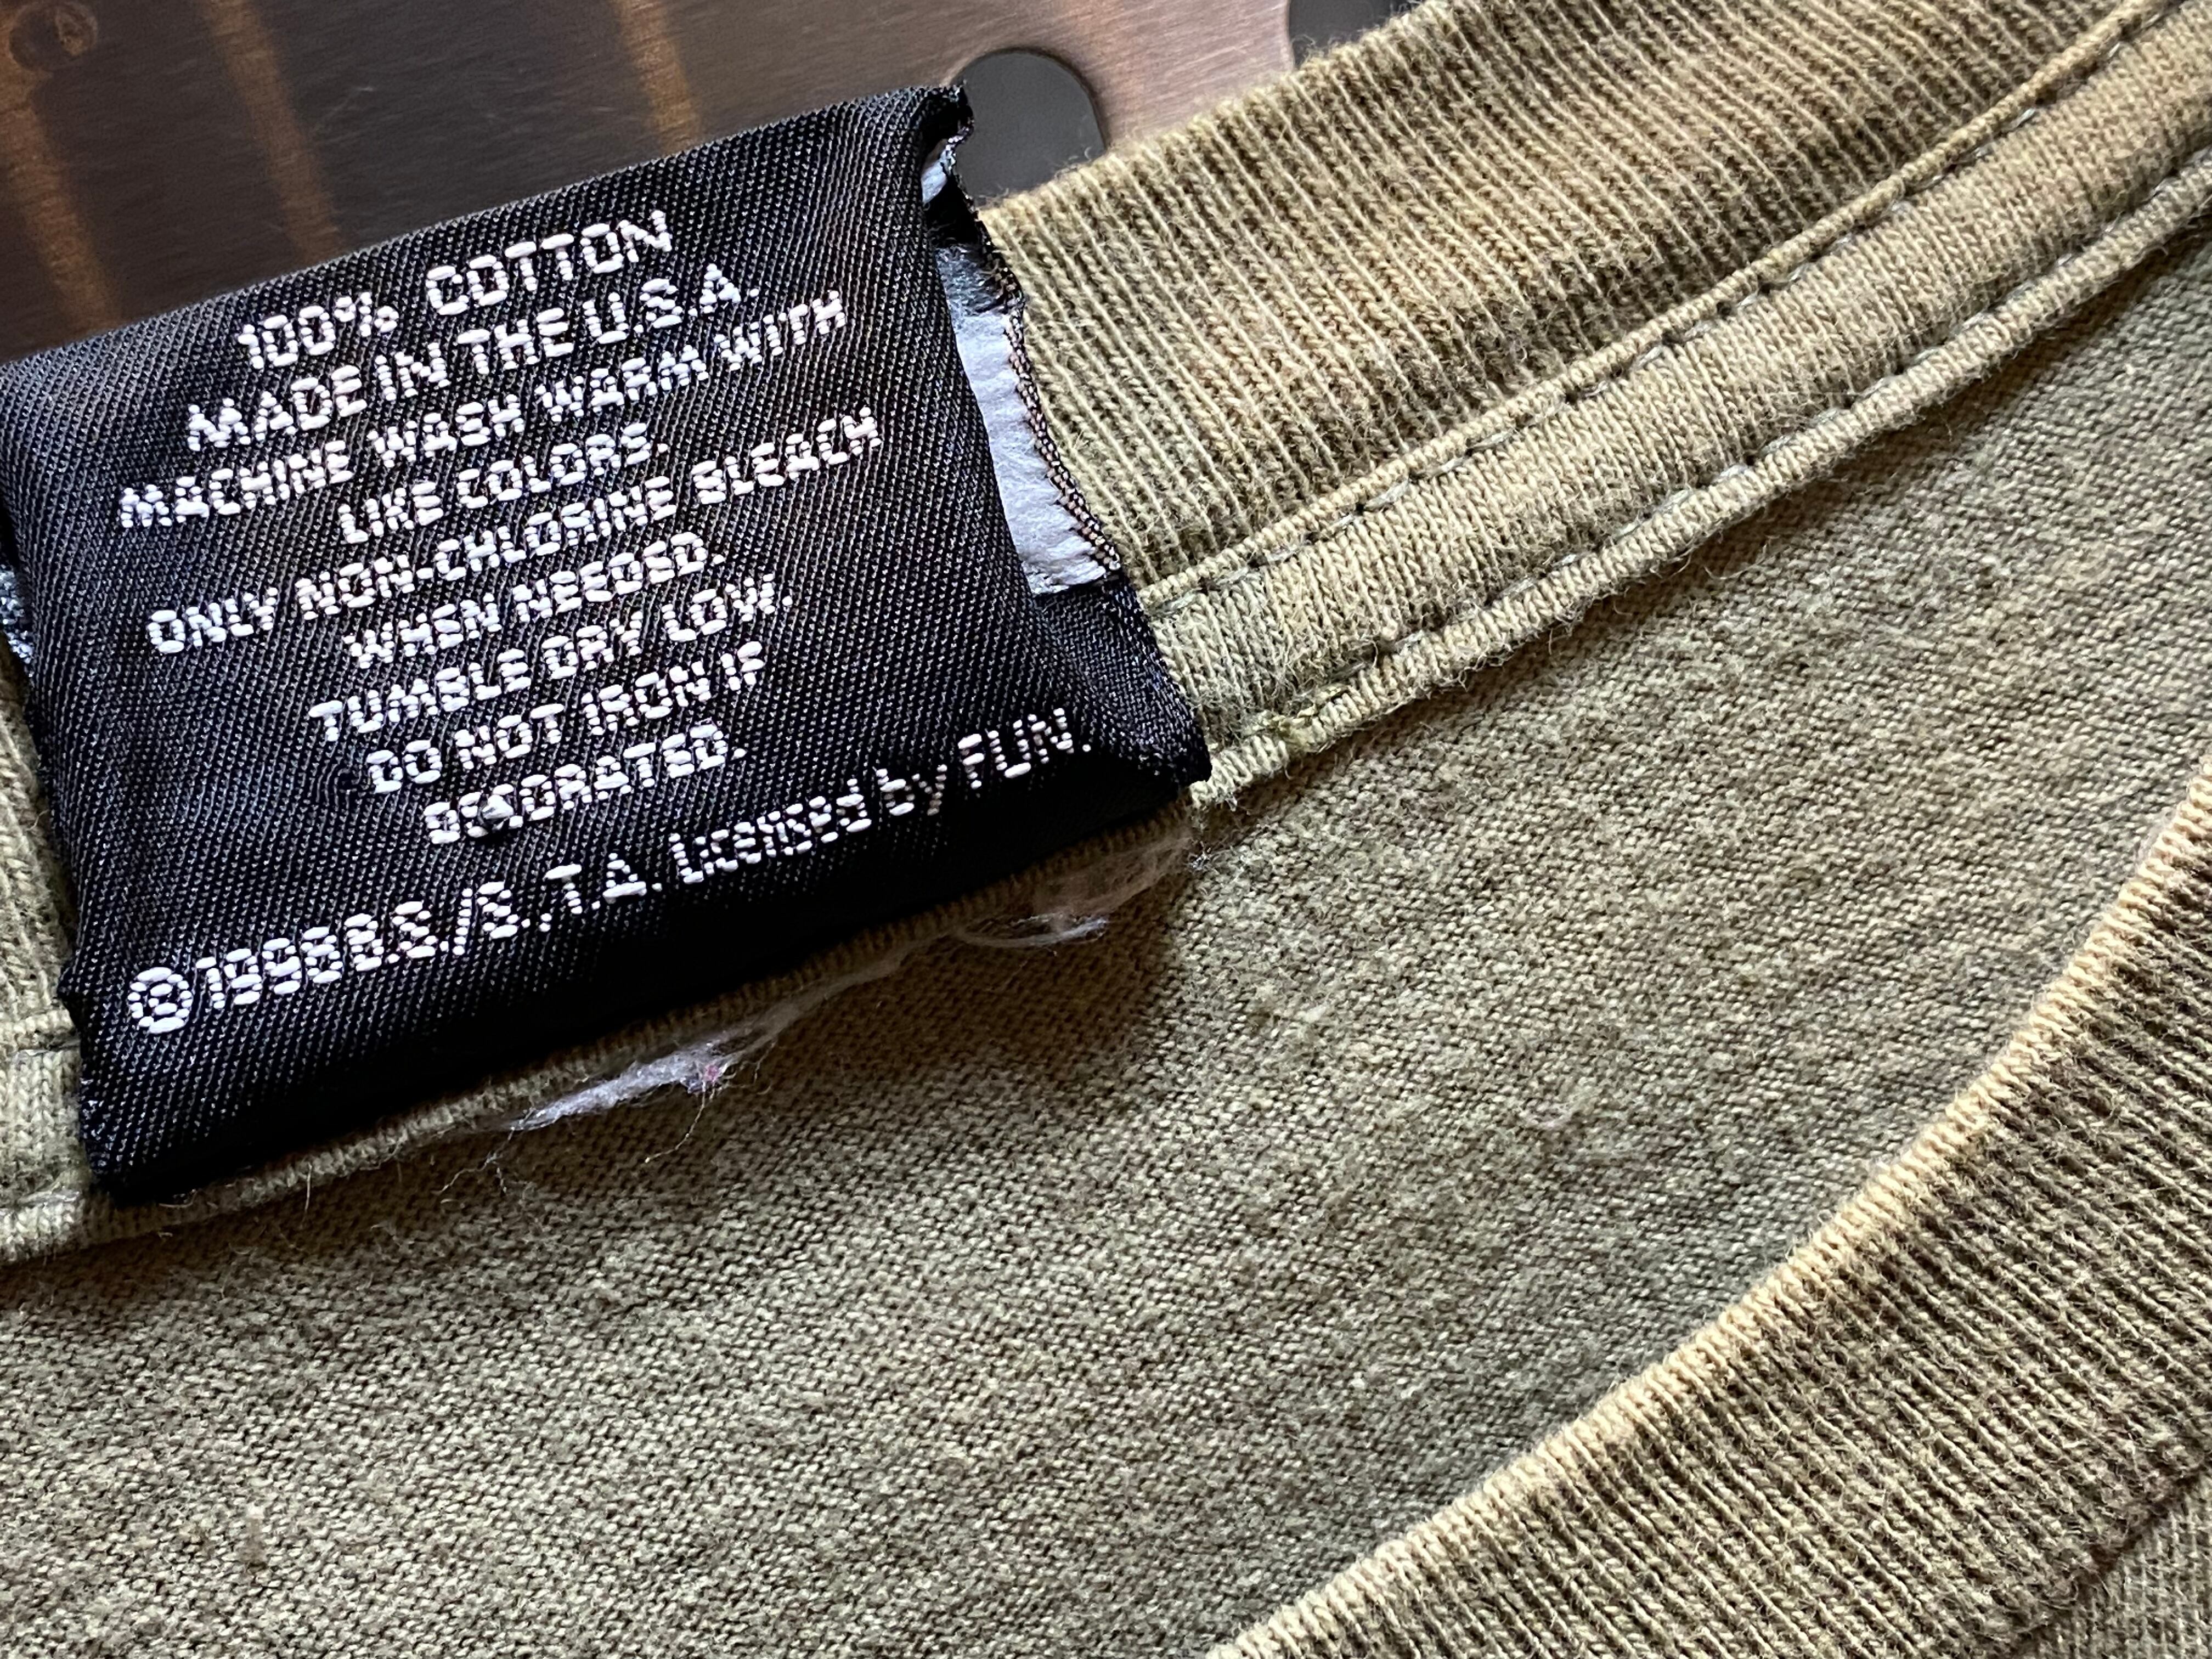 100% COTTON
MADE IN THE U.S.A.
MACHINE WASH WARM WITH
LIKE COLORS.
ONLY NON-CHLORINE BLEACH
WHEN NEEDED.
TUMBLE DRY LOW.
DO NOT IRON IF
DECORATED.
©1998B.S./S.T.A. Licensed by FUN.